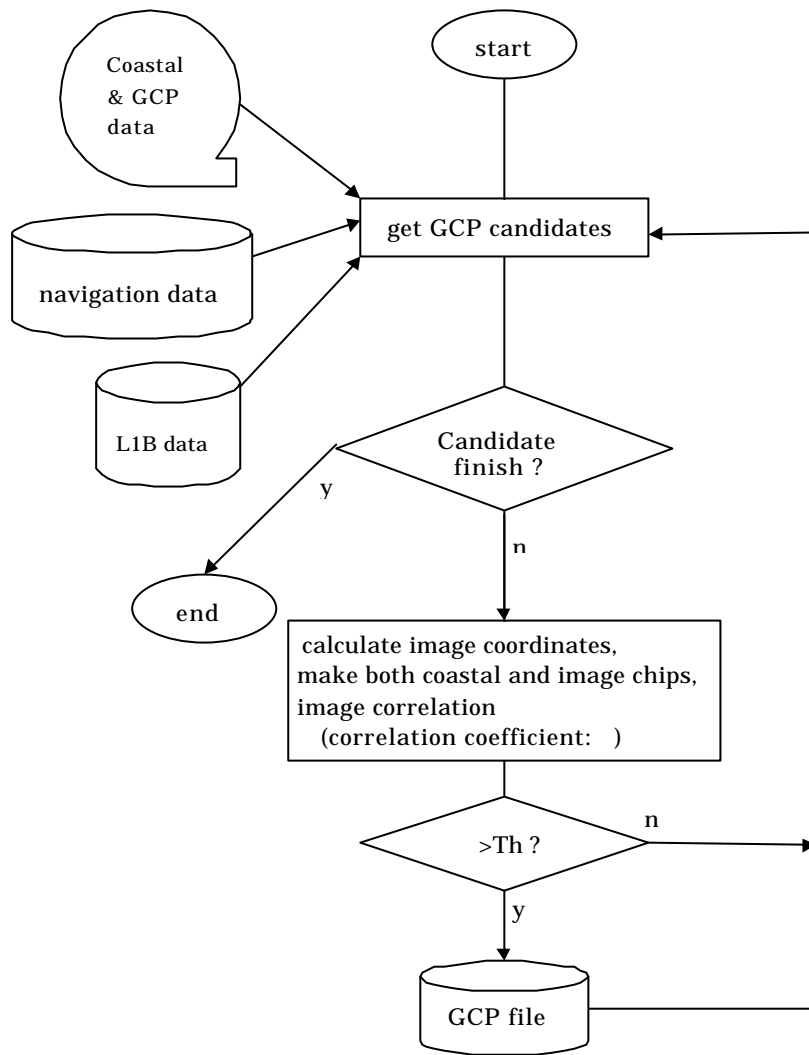 start
Coastal
& GCP
data
get GCP candidates
navigation data
L1B data
Candidate
finish ?
y
n
end
calculate image coordinates,
make both coastal and image chips,
image correlation
(correlation coefficient: )
>Th ?
n
y
GCP file